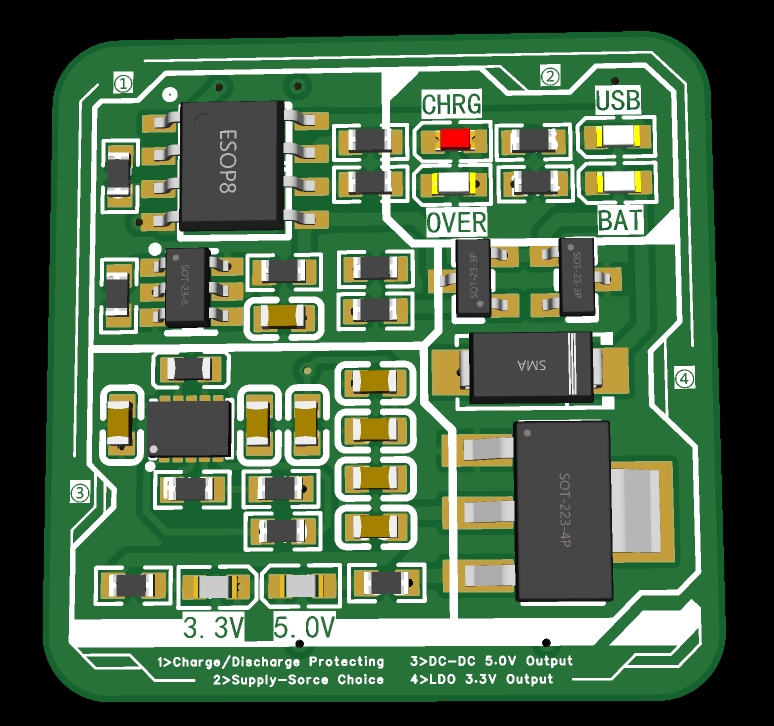 ①
②
CHRG
USB
ESOP8
OVER
BAT
SOT-23-6
SOT-23-3P
SOT-23-3P
SMA
④
③
SOT-223-4P
3.3V
5.0V
1>Charge/Discharge Protecting
3>DC-DC 5.0V Output
2>Supply-Sorce Choice
4>LDO 3.3V Output